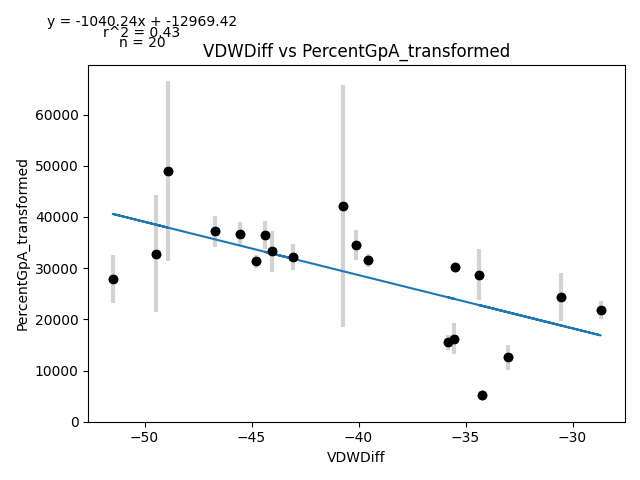 y = -1040.24x + -12969.42
r^2 = 0.43
n = 20
VDWDiff vs PercentGpA_transformed
PercentGpA_transformed
60000
50000
40000
30000
20000
10000
0
−50
−45
−40
−35
−30
VDWDiff